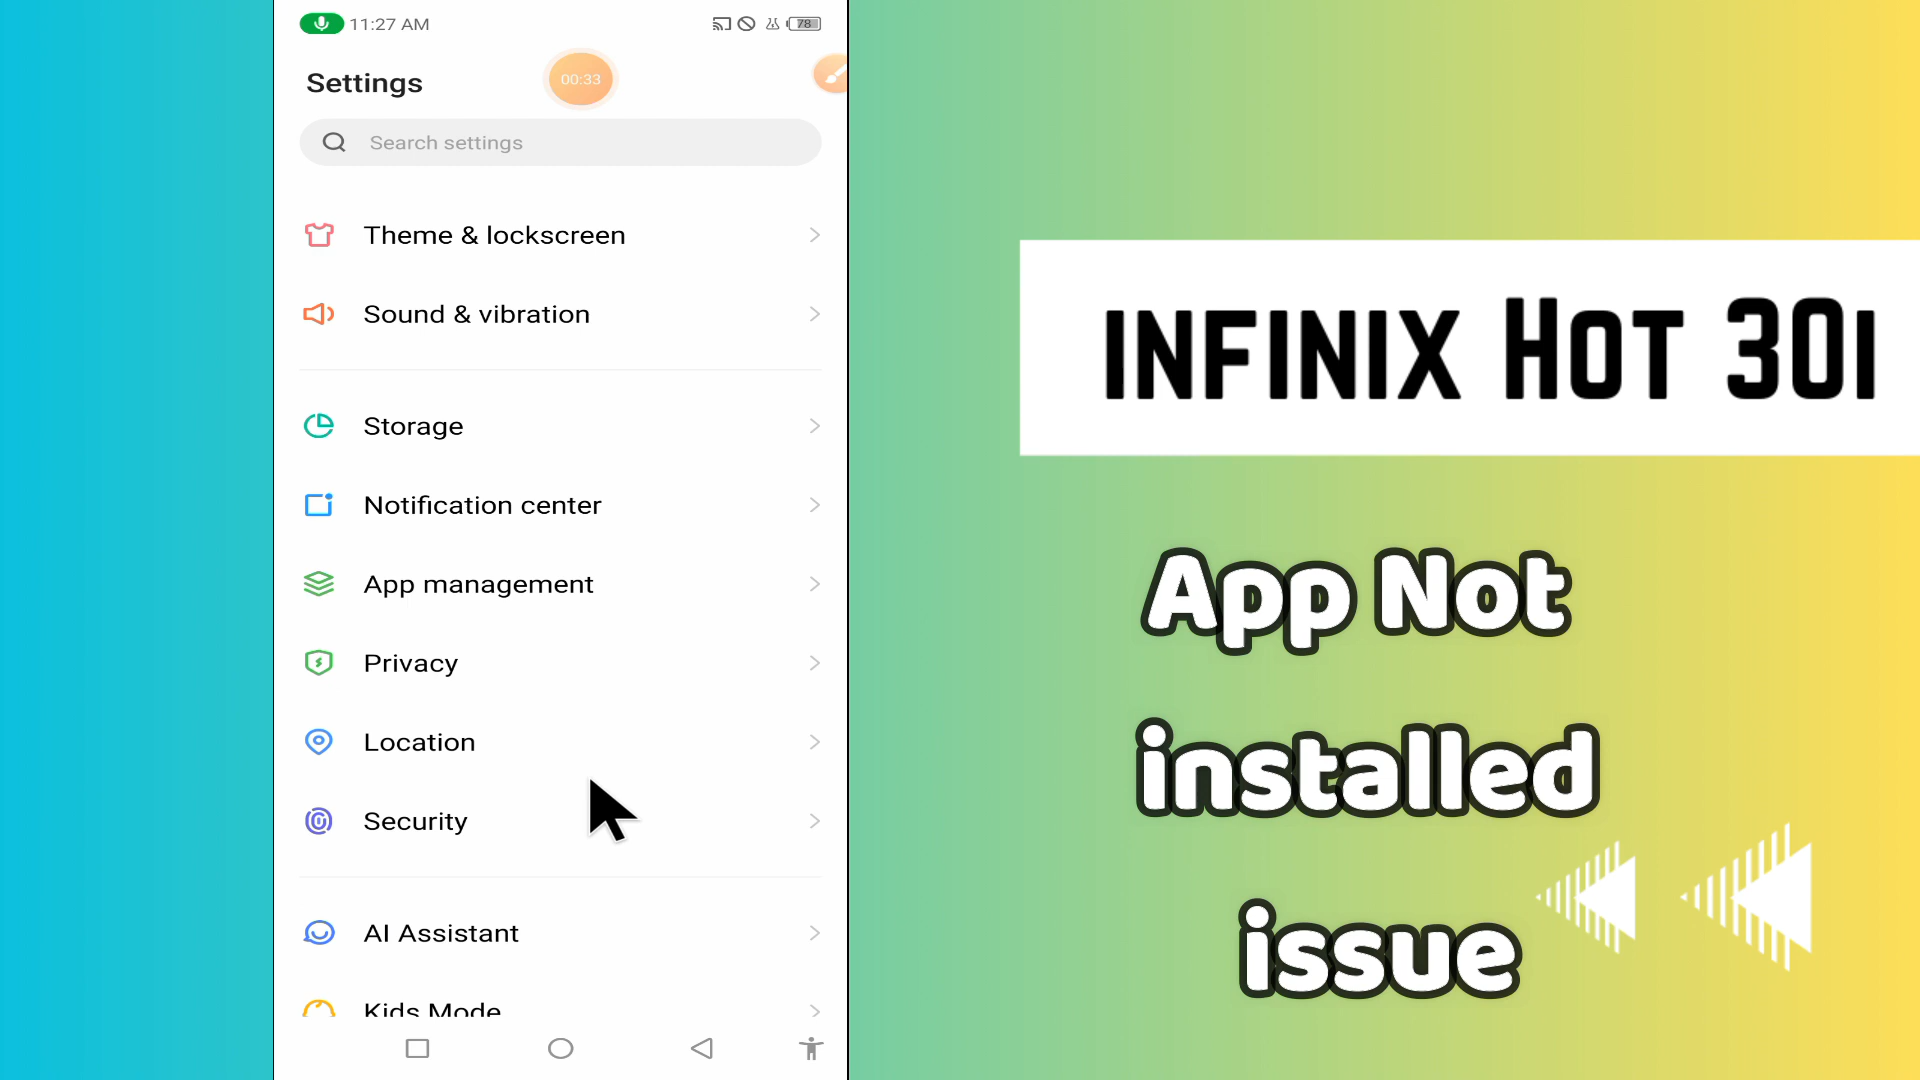 11:27 AM
78
Settings
00:33
Search settings
Theme & lockscreen
Sound & vibration
Storage
Notification center
App management
Privacy
Location
Security
AI Assistant
Kids Mode
INFINIX HOT 30I
App Not
installed
issue